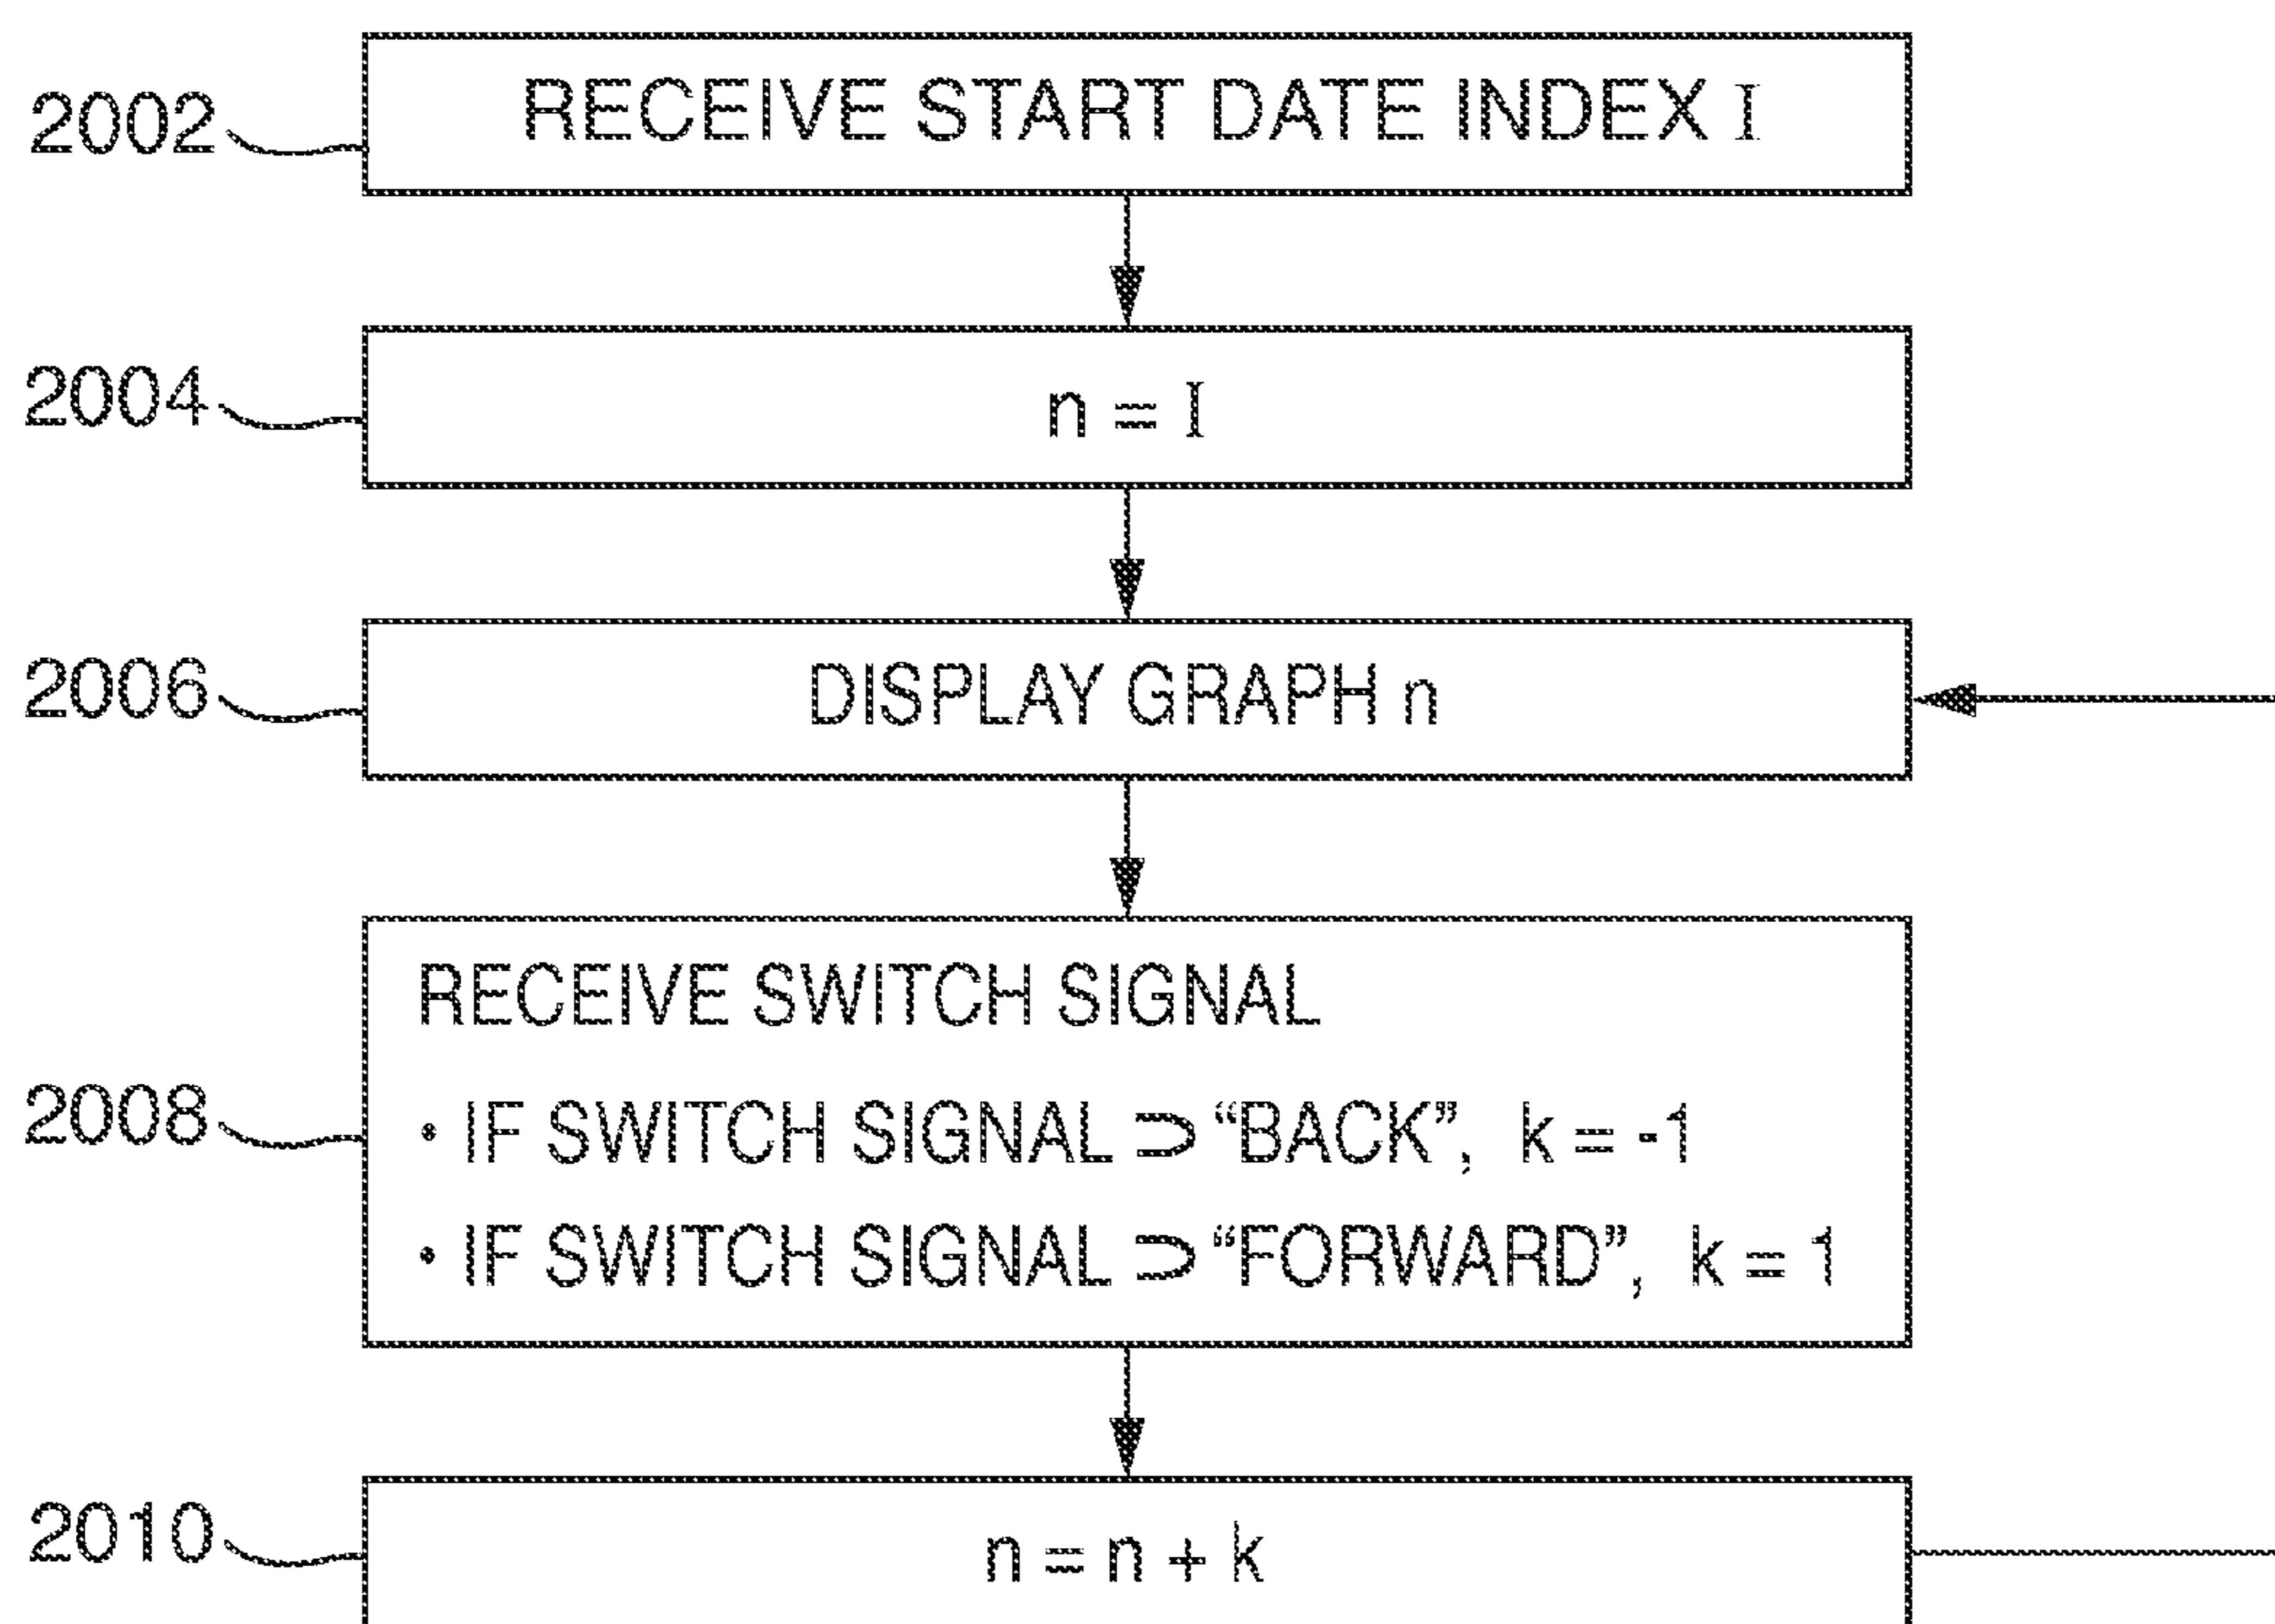 2002
RECEIVE START DATE INDEX I
2004
n = I
2006
DISPLAY GRAPH n
2008
RECEIVE SWITCH SIGNAL
• IF SWITCH SIGNAL ⊃ “BACK”, k = -1
• IF SWITCH SIGNAL ⊃ “FORWARD”, k = 1
2010
n = n + k